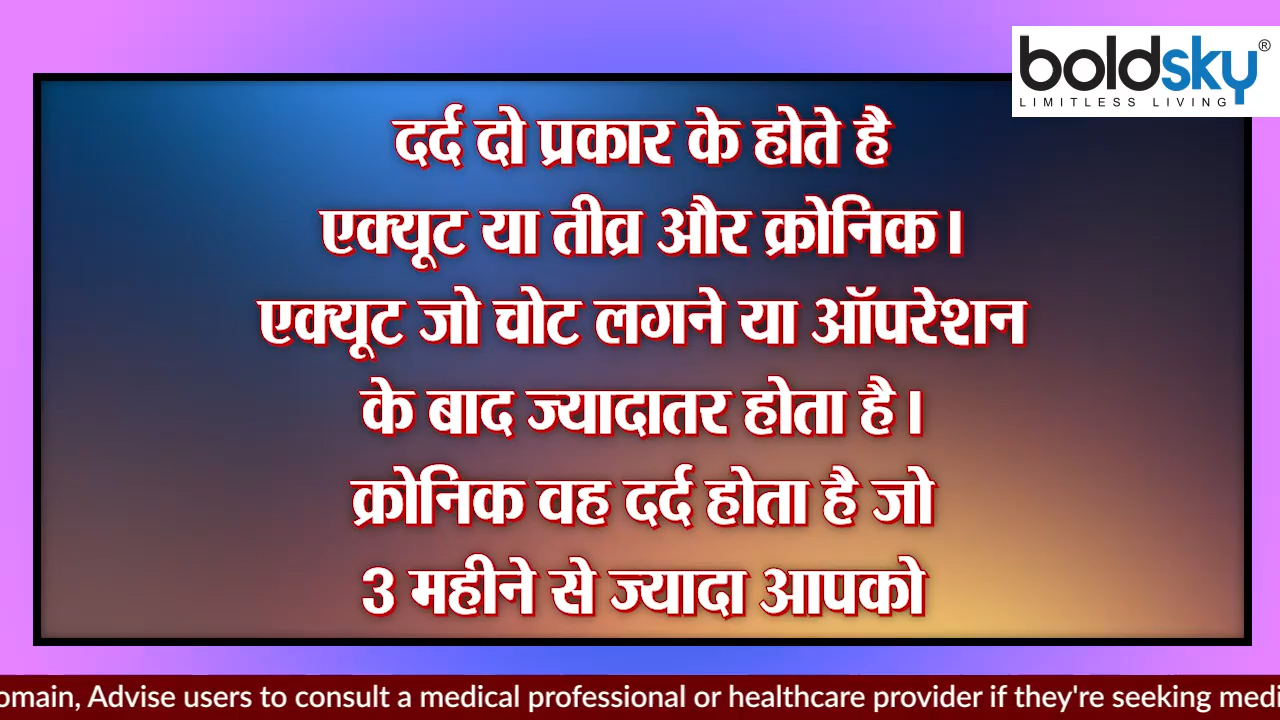 boldsky®
LIMITLESS LIVING
दर्द दो प्रकार के होते है
एक्यूट या तीव्र और क्रोनिक।
एक्यूट जो चोट लगने या ऑपरेशन
के बाद ज्यादातर होता है।
क्रोनिक वह दर्द होता है जो
3 महीने से ज्यादा आपको
omain, Advise users to consult a medical professional or healthcare provider if they're seeking medi